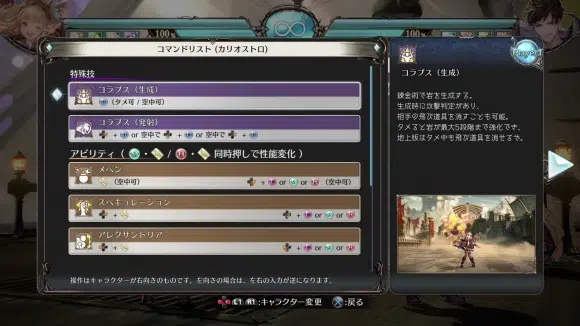 100
100
コマンドリスト (カリオストロ)
特殊技
コラプス (生成)
(タメ可 / 空中可)
コラプス (発射)
+ or 空中で + or 空中で +
アビリティ ( ・ / ・ 同時押しで性能変化 )
メヘン
(空中可) + or or (空中可)
スペキュレーション
+ + or or
アレクサンドリア
+ + or or
操作はキャラクターが右向きのものです。左向きの場合は、左右の入力が逆になります。
L1 R1 :キャラクター変更 :戻る
コラプス (生成)
錬金術で岩を生成する。
生成時に攻撃判定があり、
相手の飛び道具を消すことも可能。
タメると岩が最大5段階まで強化でき、
地上版はタメ中も飛び道具を消せる。